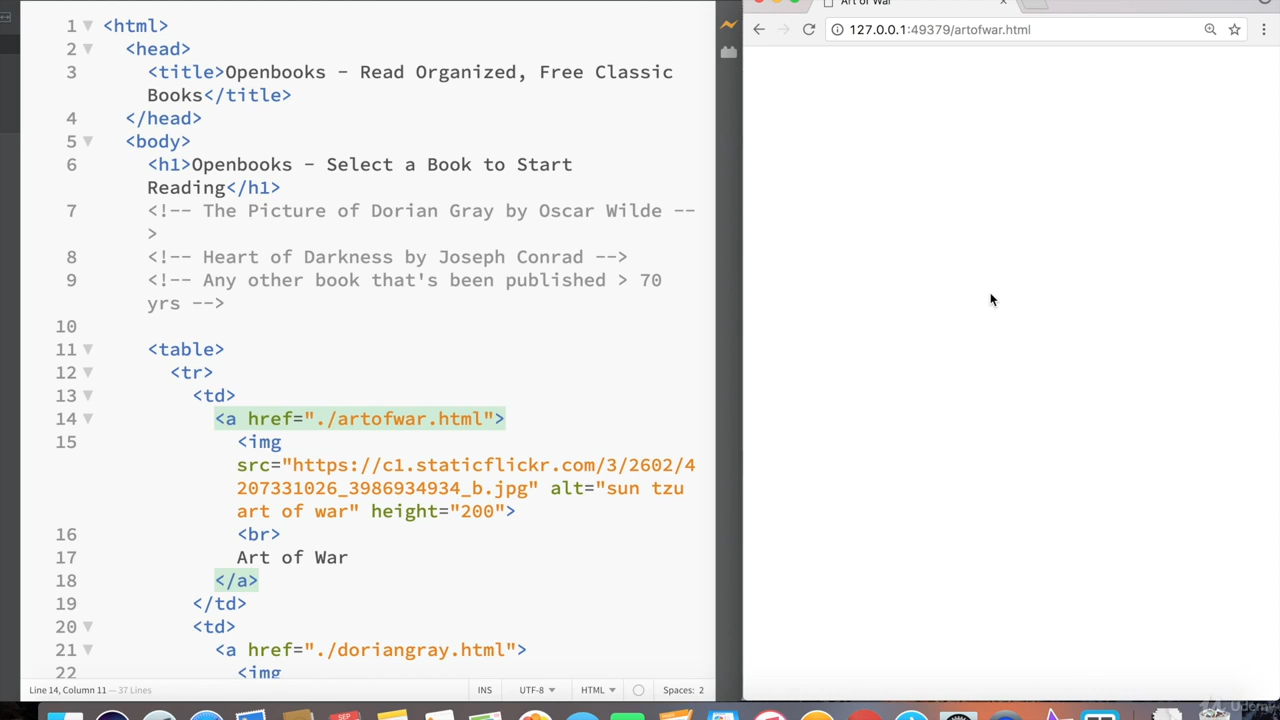 1 <html>
2 <head>
3 <title>Openbooks - Read Organized, Free Classic
Books</title>
4 </head>
5 <body>
6 <h1>Openbooks - Select a Book to Start
Reading</h1>
7 <!-- The Picture of Dorian Gray by Oscar Wilde --
>
8 <!-- Heart of Darkness by Joseph Conrad -->
9 <!-- Any other book that's been published > 70
yrs -->
10
11 <table>
12 <tr>
13 <td>
14 <a href="./artofwar.html">
15 <img
src="https://c1.staticflickr.com/3/2602/4
207331026_3986934934_b.jpg" alt="sun tzu
art of war" height="200">
16 <br>
17 Art of War
18 </a>
19 </td>
20 <td>
21 <a href="./doriangray.html">
22 <img
Line 14, Column 11 — 37 Lines
INS
UTF-8
HTML
Spaces: 2
Art of War
127.0.0.1:49379/artofwar.html
SEP
Udemy